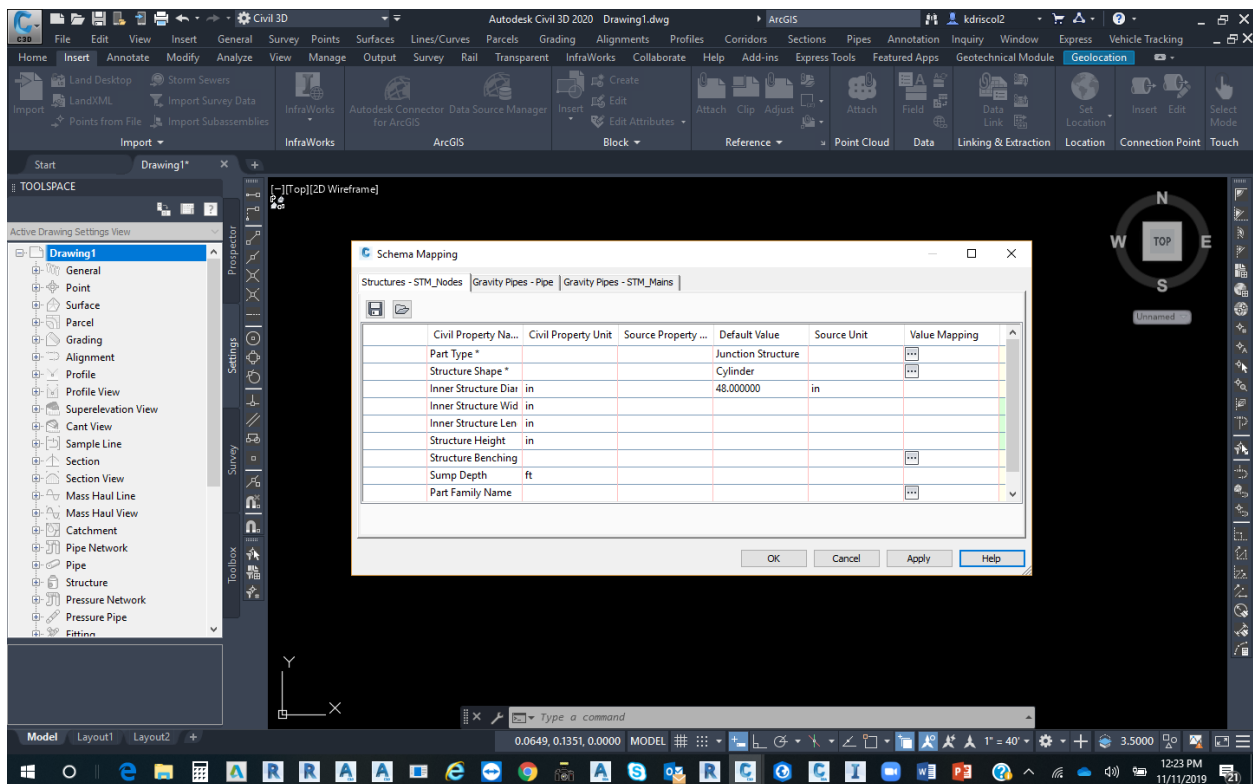 C3D
Civil 3D
Autodesk Civil 3D 2020 Drawing1.dwg
ArcGIS
kdriscol2
File Edit View Insert General Survey Points Surfaces Lines/Curves Parcels Grading Alignments Profiles Corridors Sections Pipes Annotation Inquiry Window Express Vehicle Tracking
Home Insert Annotate Modify Analyze View Manage Output Survey Rail Transparent InfraWorks Collaborate Help Add-ins Express Tools Featured Apps Geotechnical Module Geolocation
Import
Land Desktop
LandXML
Points from File
Storm Sewers
Import Survey Data
Import Subassemblies
InfraWorks
Autodesk Connector
for ArcGIS
Data Source Manager
Insert
Create
Edit
Edit Attributes
Attach Clip Adjust
Attach
Field
Data
Link
Set
Location
Insert Edit
Select
Mode
Import InfraWorks ArcGIS Block Reference Point Cloud Data Linking & Extraction Location Connection Point Touch
Start Drawing1*
TOOLSPACE
Active Drawing Settings View
Drawing1
General
Point
Surface
Parcel
Grading
Alignment
Profile
Profile View
Superelevation View
Cant View
Sample Line
Section
Section View
Mass Haul Line
Mass Haul View
Catchment
Pipe Network
Pipe
Structure
Pressure Network
Pressure Pipe
Fitting
Prospector
Settings
Survey
Toolbox
[−][Top][2D Wireframe]
N
W TOP E
S
Unnamed
Schema Mapping
Structures - STM_Nodes Gravity Pipes - Pipe Gravity Pipes - STM_Mains
Civil Property Na... Civil Property Unit Source Property ... Default Value Source Unit Value Mapping
Part Type * Junction Structure ...
Structure Shape * Cylinder ...
Inner Structure Diar in 48.000000 in
Inner Structure Wid in
Inner Structure Len in
Structure Height in
Structure Benching ...
Sump Depth ft
Part Family Name ...
OK Cancel Apply Help
Y
X
Type a command
Model Layout1 Layout2 +
0.0649, 0.1351, 0.0000 MODEL 1" = 40' 3.5000
12:23 PM
11/11/2019
21